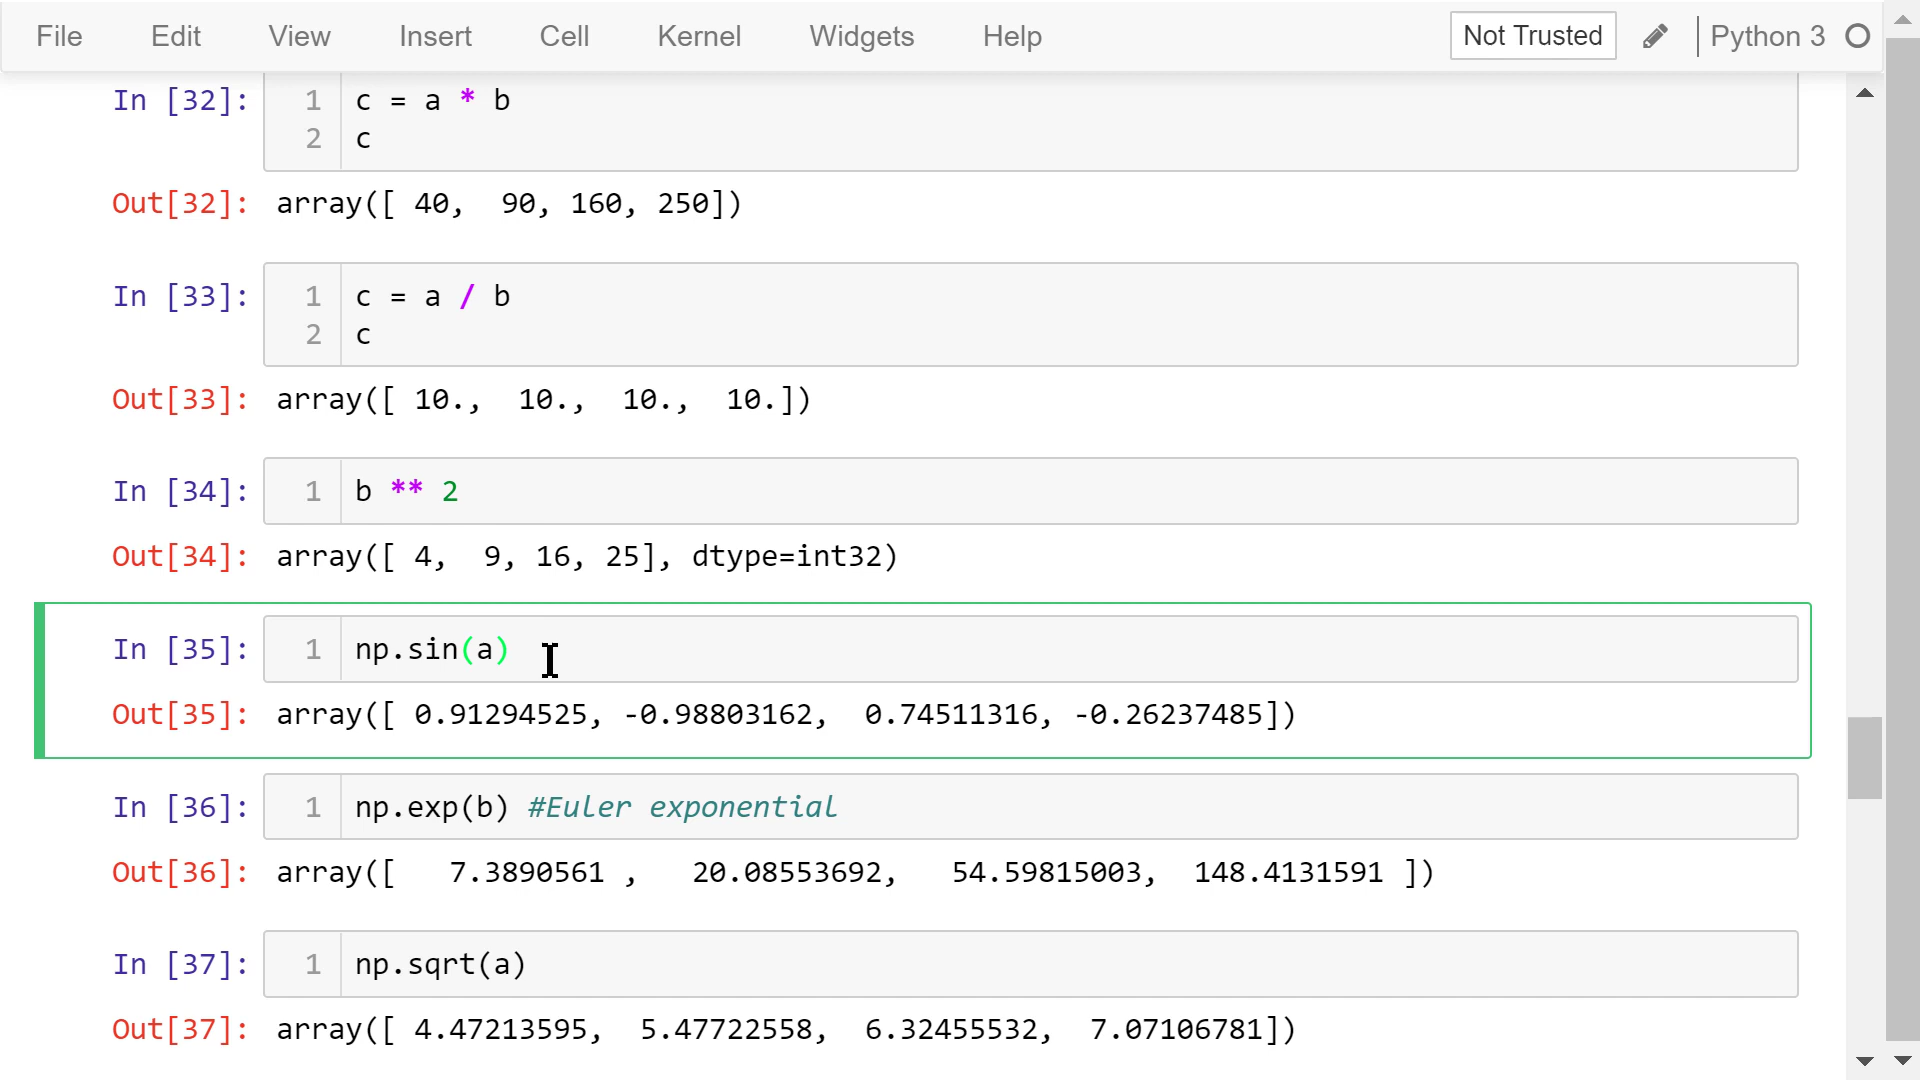 File Edit View Insert Cell Kernel Widgets Help Not Trusted Python 3
In [32]: 1 c = a * b
2 c
Out[32]: array([ 40,  90, 160, 250])
In [33]: 1 c = a / b
2 c
Out[33]: array([ 10.,  10.,  10.,  10.])
In [34]: 1 b ** 2
Out[34]: array([ 4,  9, 16, 25], dtype=int32)
In [35]: 1 np.sin(a)
Out[35]: array([ 0.91294525, -0.98803162,  0.74511316, -0.26237485])
In [36]: 1 np.exp(b) #Euler exponential
Out[36]: array([   7.3890561 ,   20.08553692,   54.59815003,  148.4131591 ])
In [37]: 1 np.sqrt(a)
Out[37]: array([ 4.47213595,  5.47722558,  6.32455532,  7.07106781])